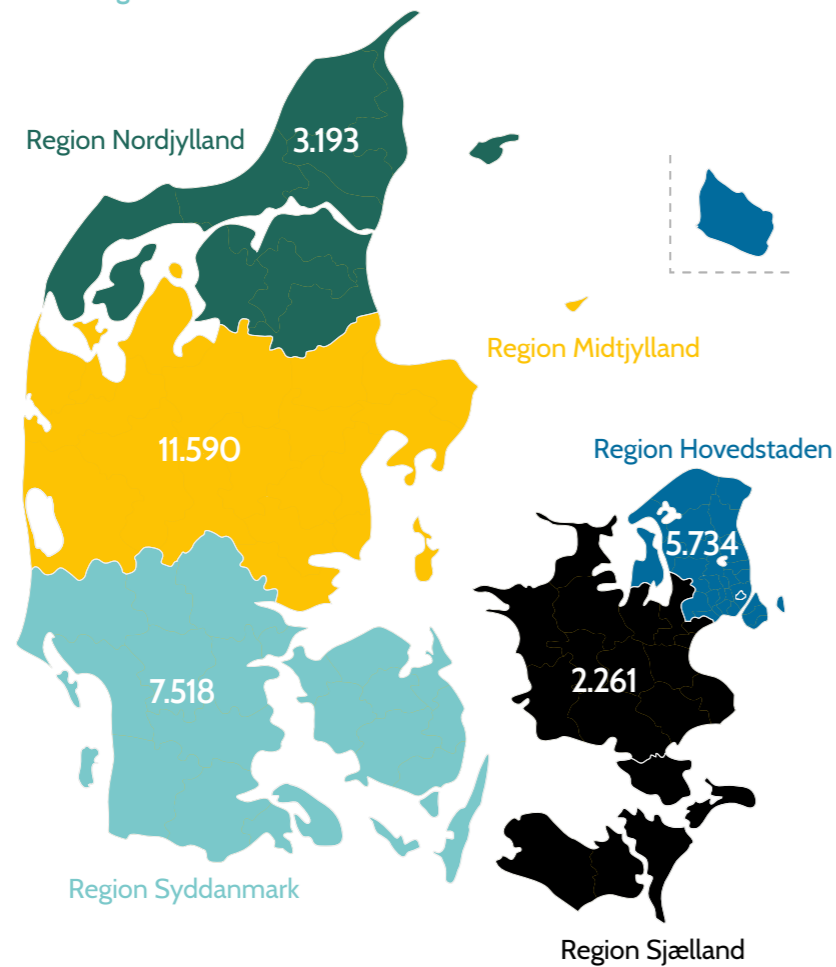 Region Nordjylland
3.193
Region Midtjylland
11.590
Region Hovedstaden
5.734
2.261
7.518
Region Syddanmark
Region Sjælland